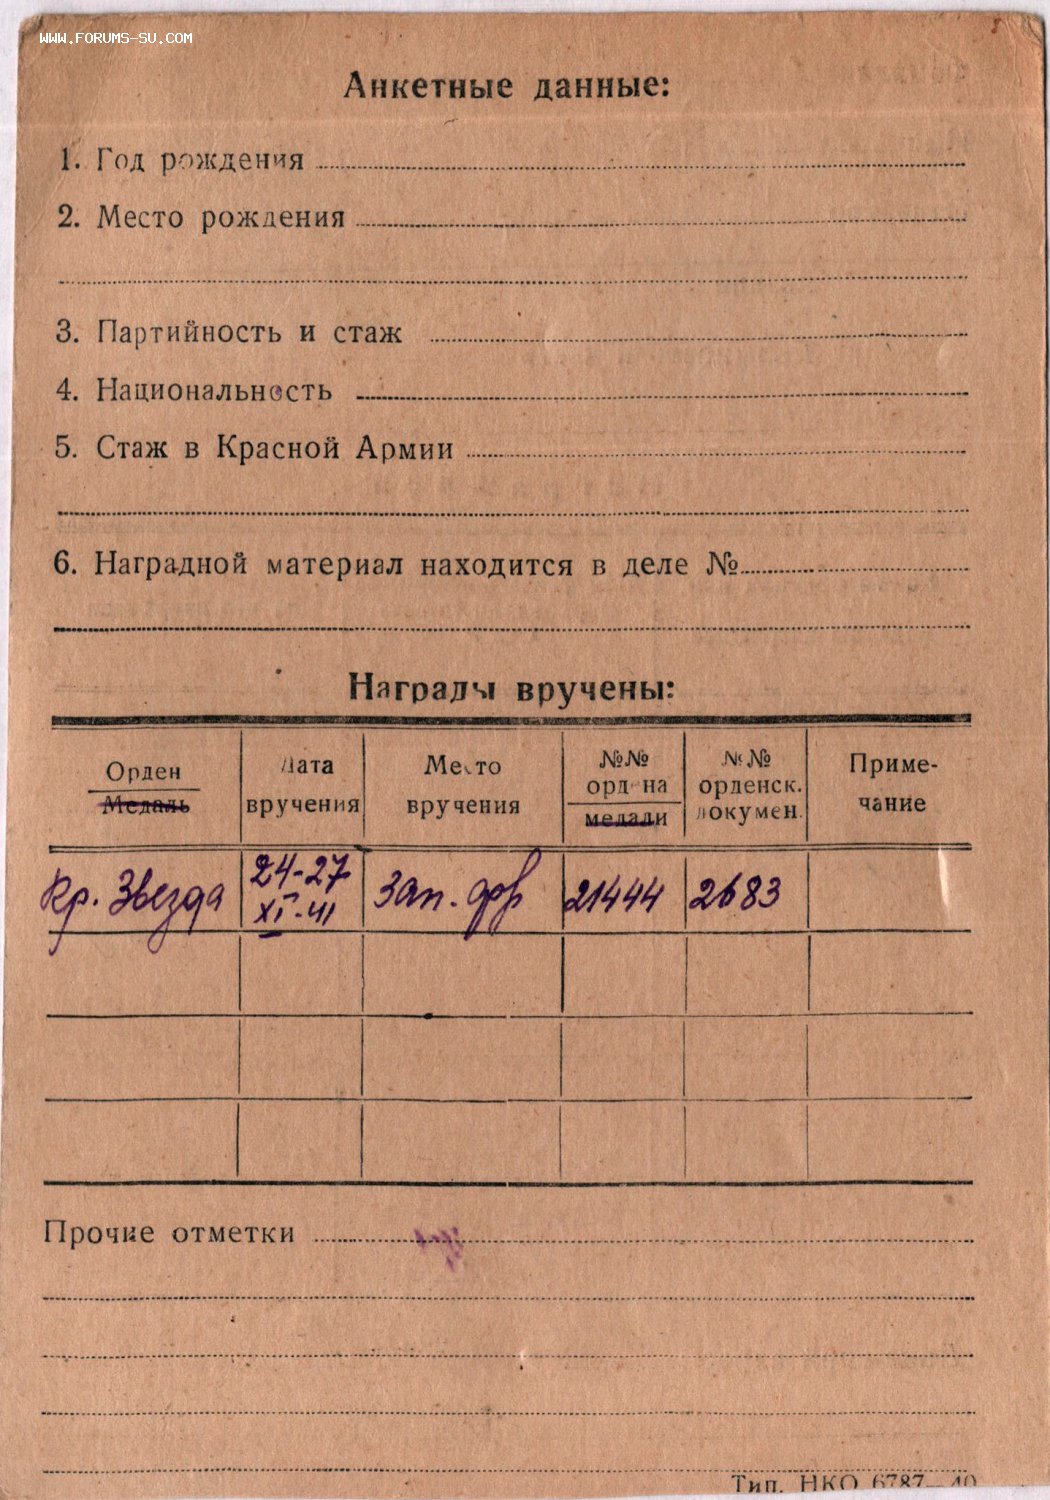 WWW.FORUMS-SU.COM
Анкетные данные:
1. Год рождения
2. Место рождения
3. Партийность и стаж
4. Национальность
5. Стаж в Красной Армии
6. Наградной материал находится в деле №
Награды вручены:
Орден
Медаль
Дата
вручения
Место
вручения
№№
ордена
медали
№№
орденск.
докумен.
Приме-
чание
Кр. Звезда
24-27
XI-41
Зап. фр
21444
2683
Прочие отметки
Тип. НКО 6787—40